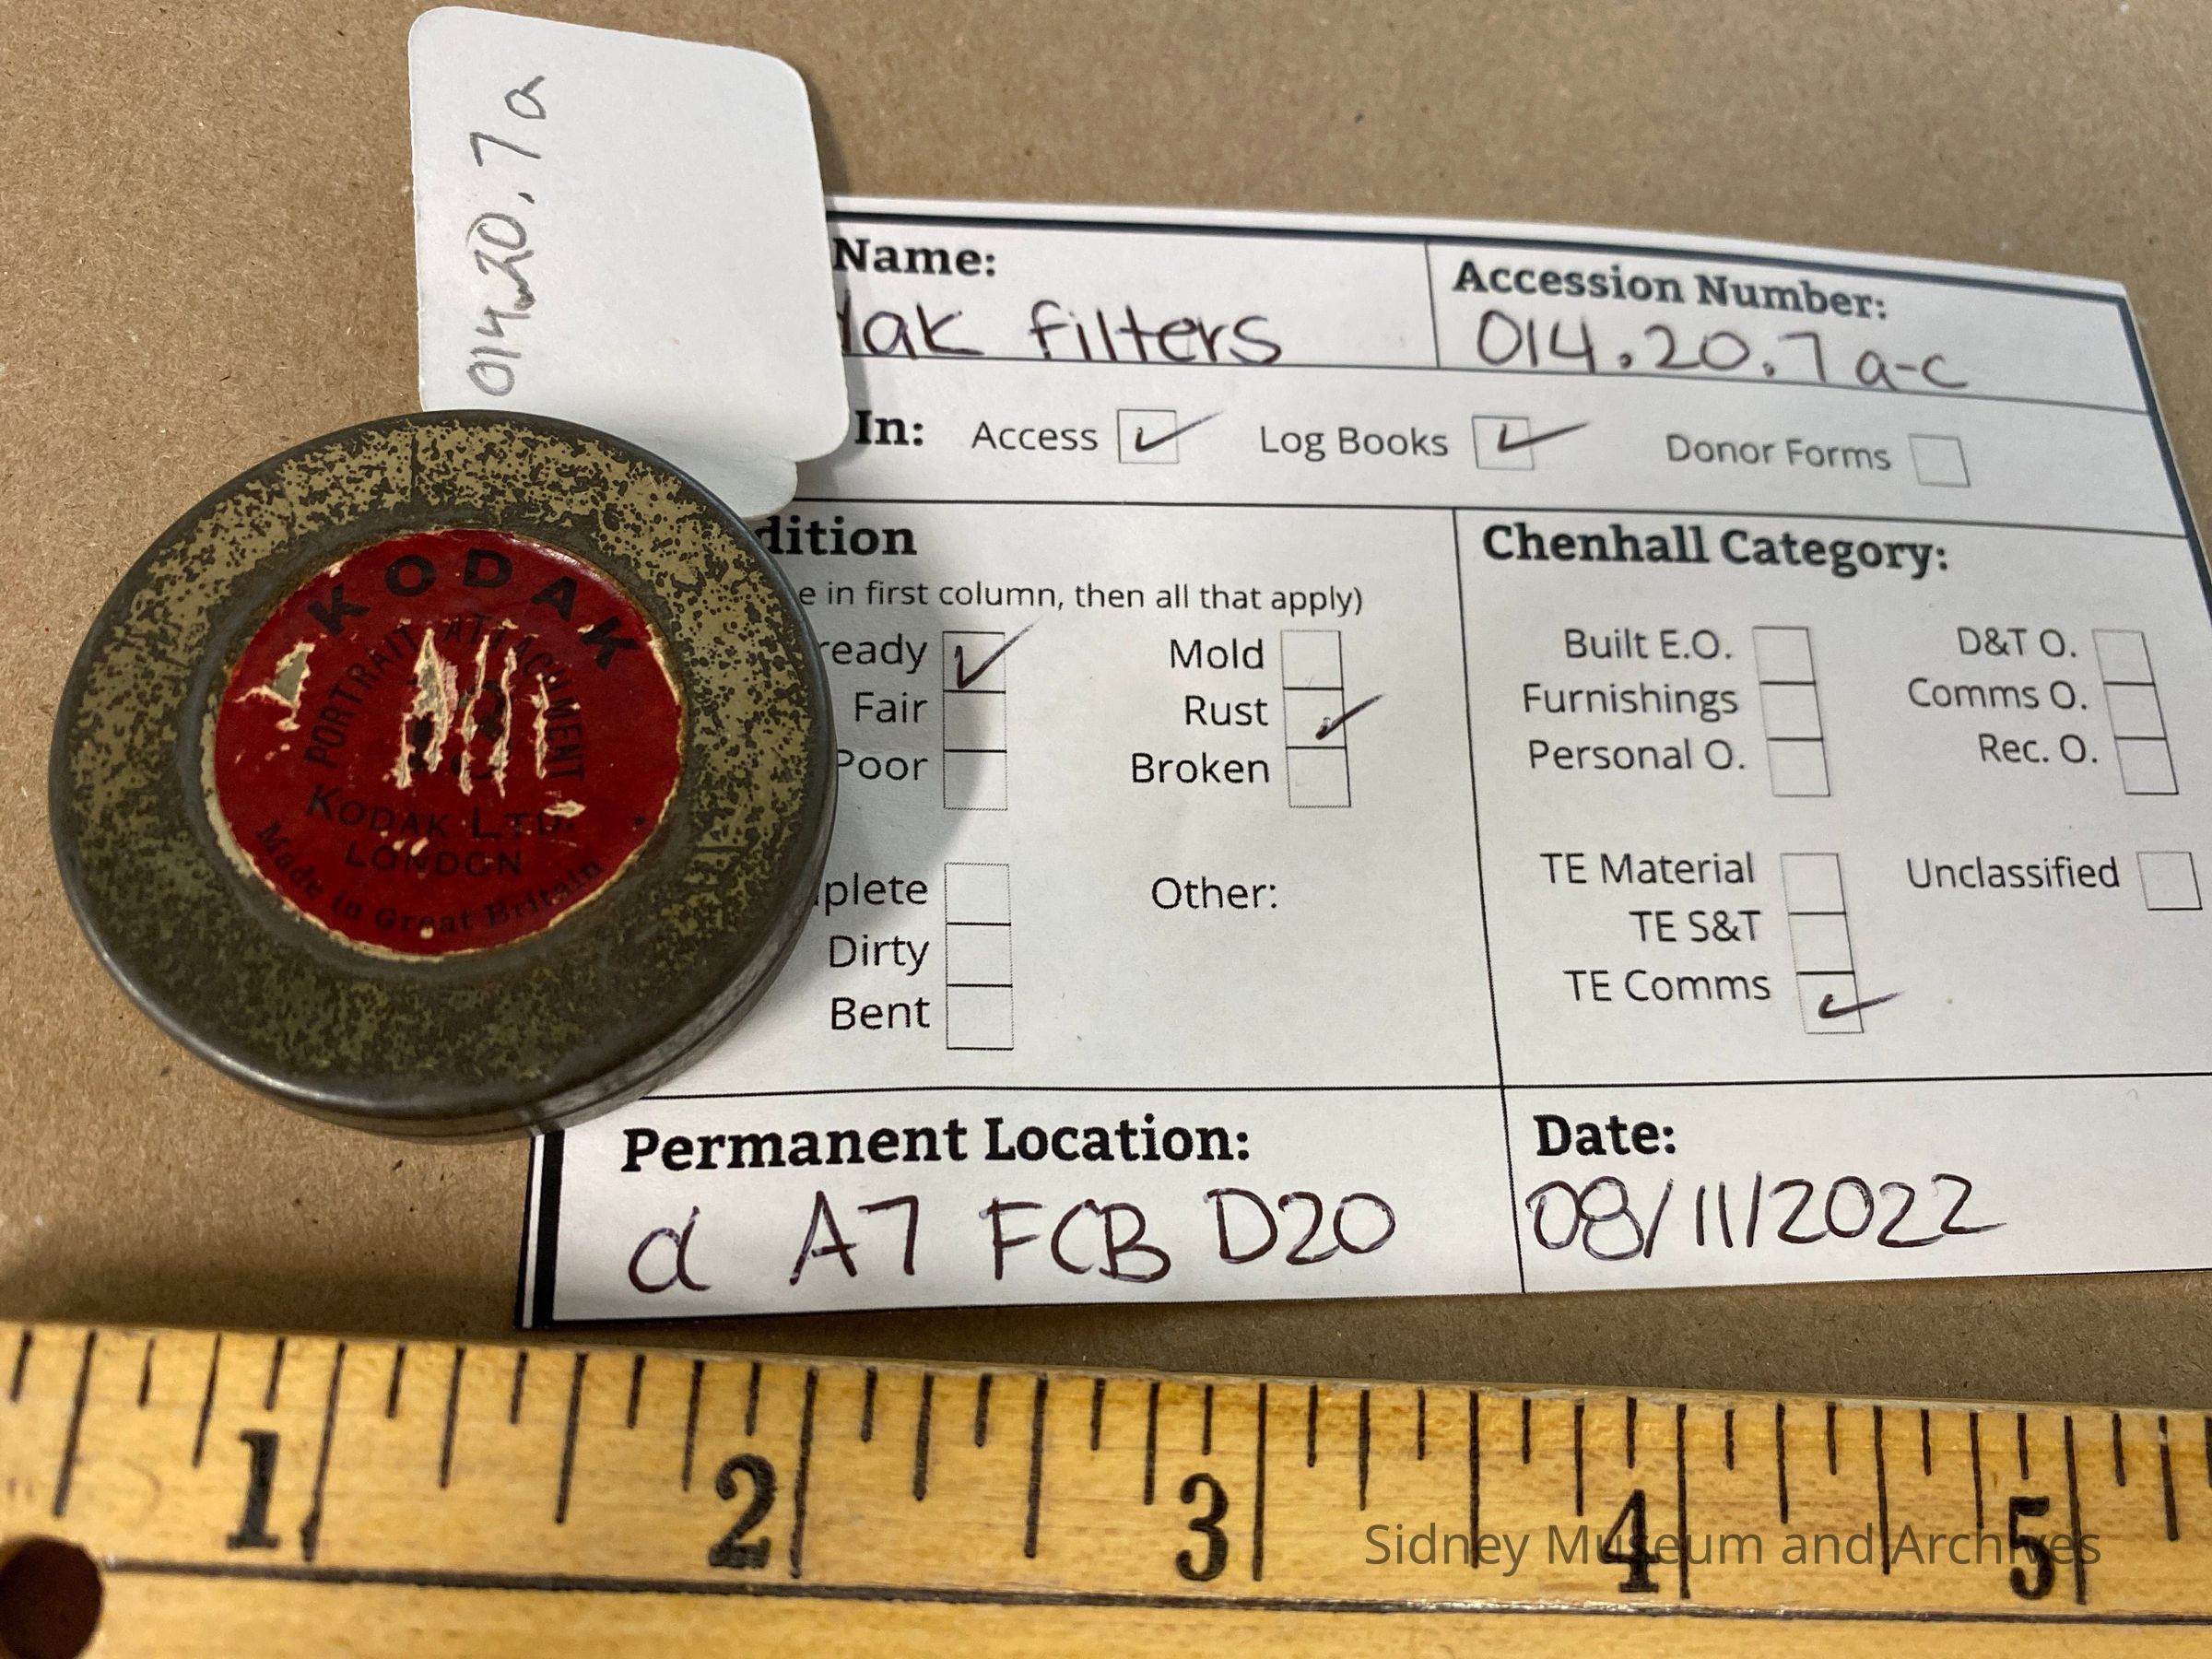 014.20.7a
Name:
dak filters
Accession Number:
014.20.7a-c
In: Access Log Books Donor Forms
dition
e in first column, then all that apply)
ready Mold
Fair Rust
Poor Broken
plete Other:
Dirty
Bent
Chenhall Category:
Built E.O. D&T O.
Furnishings Comms O.
Personal O. Rec. O.
TE Material Unclassified
TE S&T
TE Comms
Permanent Location:
d A7 FCB D20
Date:
08/11/2022
KODAK
PORTRAIT ATTACHMENT
KODAK LTD.
LONDON
Made in Great Britain
1 2 3 4 5
Sidney Museum and Archives